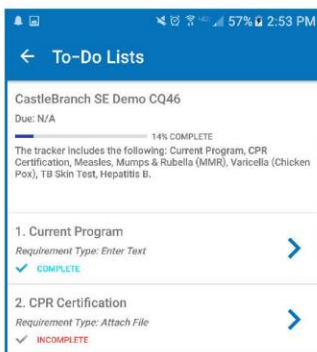 57% 2:53 PM
To-Do Lists
CastleBranch SE Demo CQ46
Due: N/A
14% COMPLETE
The tracker includes the following: Current Program, CPR
Certification, Measles, Mumps & Rubella (MMR), Varicella (Chicken
Pox), TB Skin Test, Hepatitis B.
1. Current Program
Requirement Type: Enter Text
COMPLETE
2. CPR Certification
Requirement Type: Attach File
INCOMPLETE